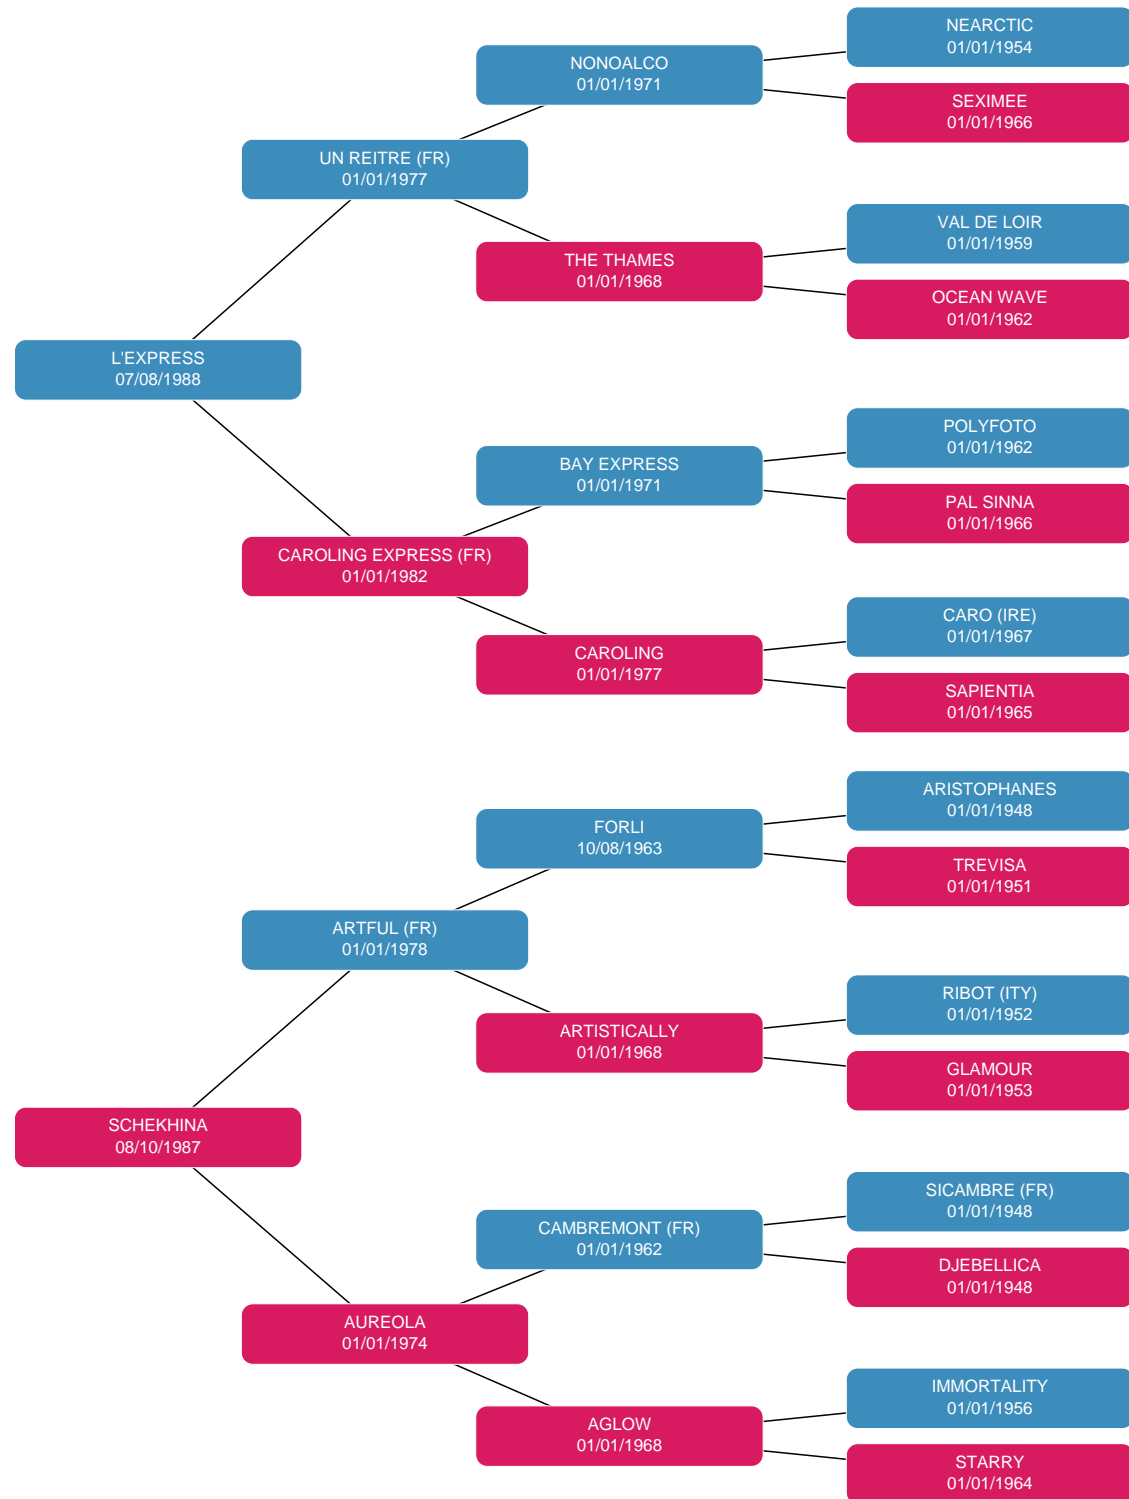 NEARCTIC
01/01/1954
NONOALCO
01/01/1971
SEXIMEE
01/01/1966
UN REITRE (FR)
01/01/1977
VAL DE LOIR
01/01/1959
THE THAMES
01/01/1968
OCEAN WAVE
01/01/1962
L'EXPRESS
07/08/1988
POLYFOTO
01/01/1962
BAY EXPRESS
01/01/1971
PAL SINNA
01/01/1966
CAROLING EXPRESS (FR)
01/01/1982
CARO (IRE)
01/01/1967
CAROLING
01/01/1977
SAPIENTIA
01/01/1965
ARISTOPHANES
01/01/1948
FORLI
10/08/1963
TREVISA
01/01/1951
ARTFUL (FR)
01/01/1978
RIBOT (ITY)
01/01/1952
ARTISTICALLY
01/01/1968
GLAMOUR
01/01/1953
SCHEKHINA
08/10/1987
SICAMBRE (FR)
01/01/1948
CAMBREMONT (FR)
01/01/1962
DJEBELLICA
01/01/1948
AUREOLA
01/01/1974
IMMORTALITY
01/01/1956
AGLOW
01/01/1968
STARRY
01/01/1964